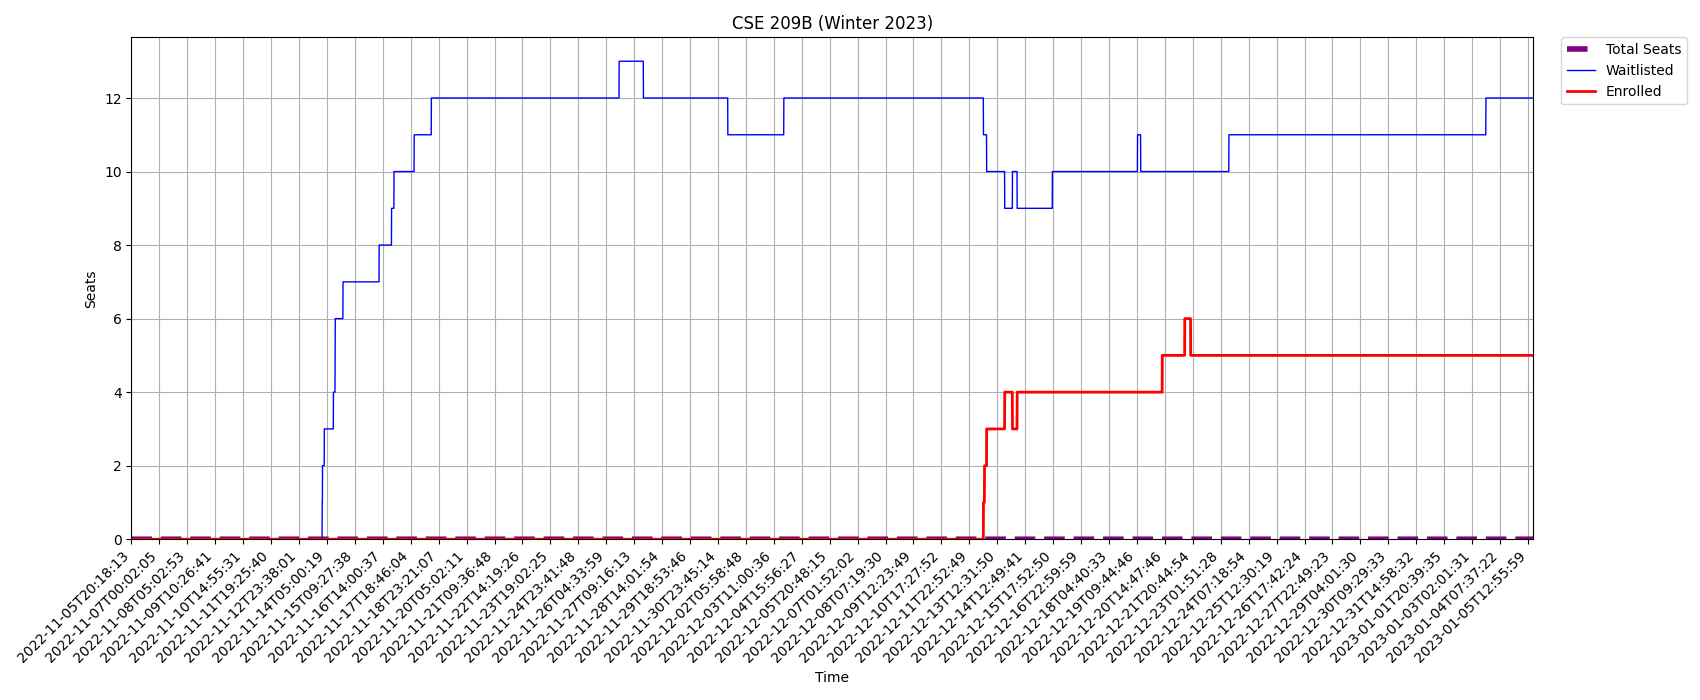 CSE 209B (Winter 2023)
Total Seats
Waitlisted
Enrolled
Seats
12
10
8
6
4
2
0
2022-11-05T20:18:13
2022-11-07T00:02:05
2022-11-08T05:02:53
2022-11-09T10:26:41
2022-11-10T14:55:31
2022-11-11T19:25:40
2022-11-12T23:38:01
2022-11-14T05:00:19
2022-11-15T09:27:38
2022-11-16T14:00:37
2022-11-17T18:46:04
2022-11-18T23:21:07
2022-11-20T05:02:11
2022-11-21T09:36:48
2022-11-22T14:19:26
2022-11-23T19:02:25
2022-11-24T23:41:48
2022-11-26T04:33:59
2022-11-27T09:16:13
2022-11-28T14:01:54
2022-11-29T18:53:46
2022-11-30T23:45:14
2022-12-02T05:58:48
2022-12-03T11:00:36
2022-12-04T15:56:27
2022-12-05T20:48:15
2022-12-07T01:52:02
2022-12-08T07:19:30
2022-12-09T12:23:49
2022-12-10T17:27:52
2022-12-11T22:52:49
2022-12-13T12:31:50
2022-12-14T12:49:41
2022-12-15T17:52:50
2022-12-16T22:59:59
2022-12-18T04:40:33
2022-12-19T09:44:46
2022-12-20T14:47:46
2022-12-21T20:44:54
2022-12-23T01:51:28
2022-12-24T07:18:54
2022-12-25T12:30:19
2022-12-26T17:42:24
2022-12-27T22:49:23
2022-12-29T04:01:30
2022-12-30T09:29:33
2022-12-31T14:58:32
2023-01-01T20:39:35
2023-01-03T02:01:31
2023-01-04T07:37:22
2023-01-05T12:55:59
Time